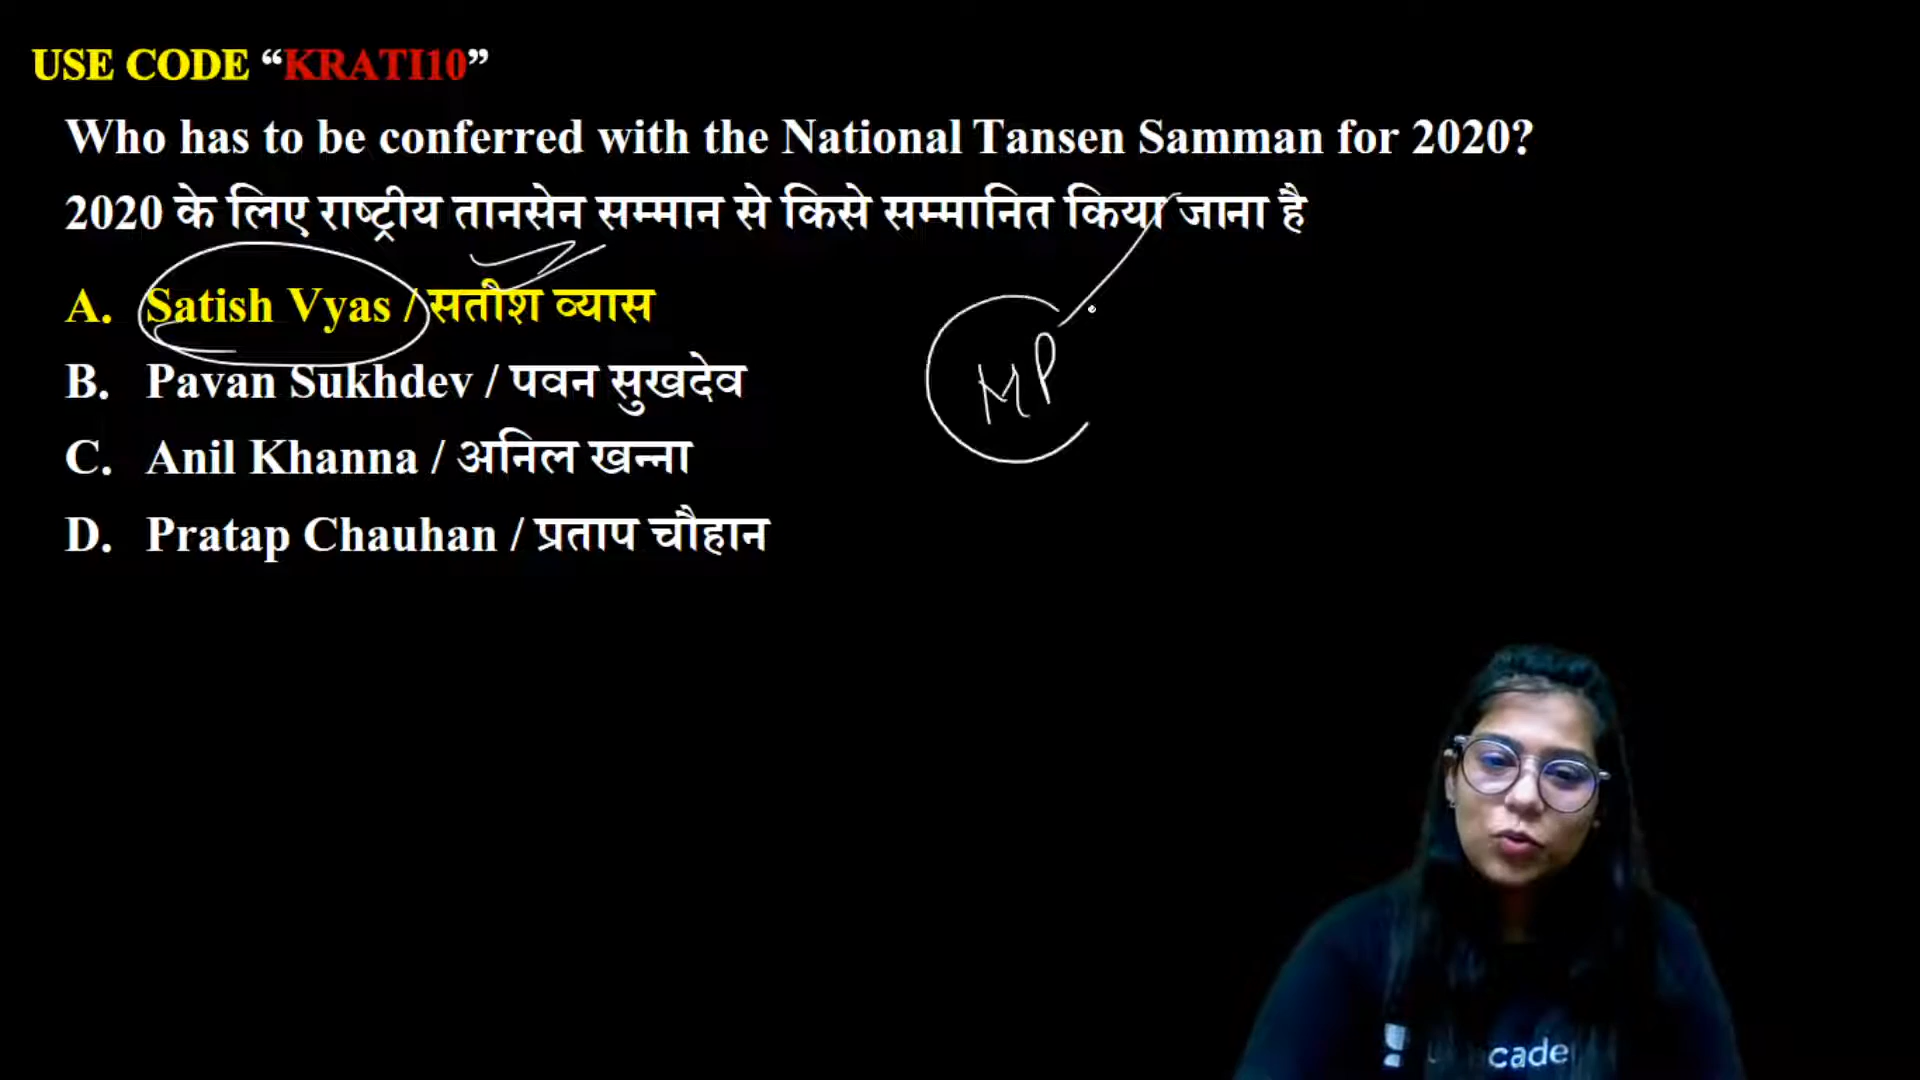 USE CODE “KRATI10”
Who has to be conferred with the National Tansen Samman for 2020?
2020 के लिए राष्ट्रीय तानसेन सम्मान से किसे सम्मानित किया जाना है
A. Satish Vyas / सतीश व्यास
MP
B. Pavan Sukhdev / पवन सुखदेव
C. Anil Khanna / अनिल खन्ना
D. Pratap Chauhan / प्रताप चौहान
cade